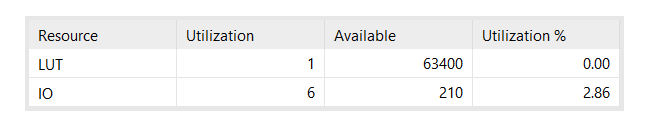 Resource Utilization Available Utilization %
LUT 1 63400 0.00
IO 6 210 2.86